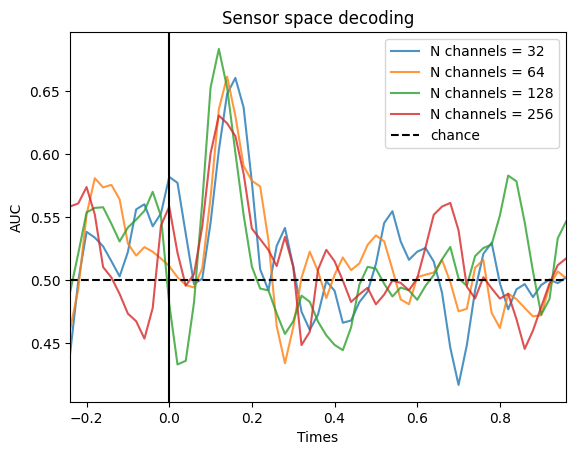 Sensor space decoding
N channels = 32
N channels = 64
N channels = 128
N channels = 256
chance
AUC
0.65
0.60
0.55
0.50
0.45
−0.2
0.0
0.2
0.4
0.6
0.8
Times